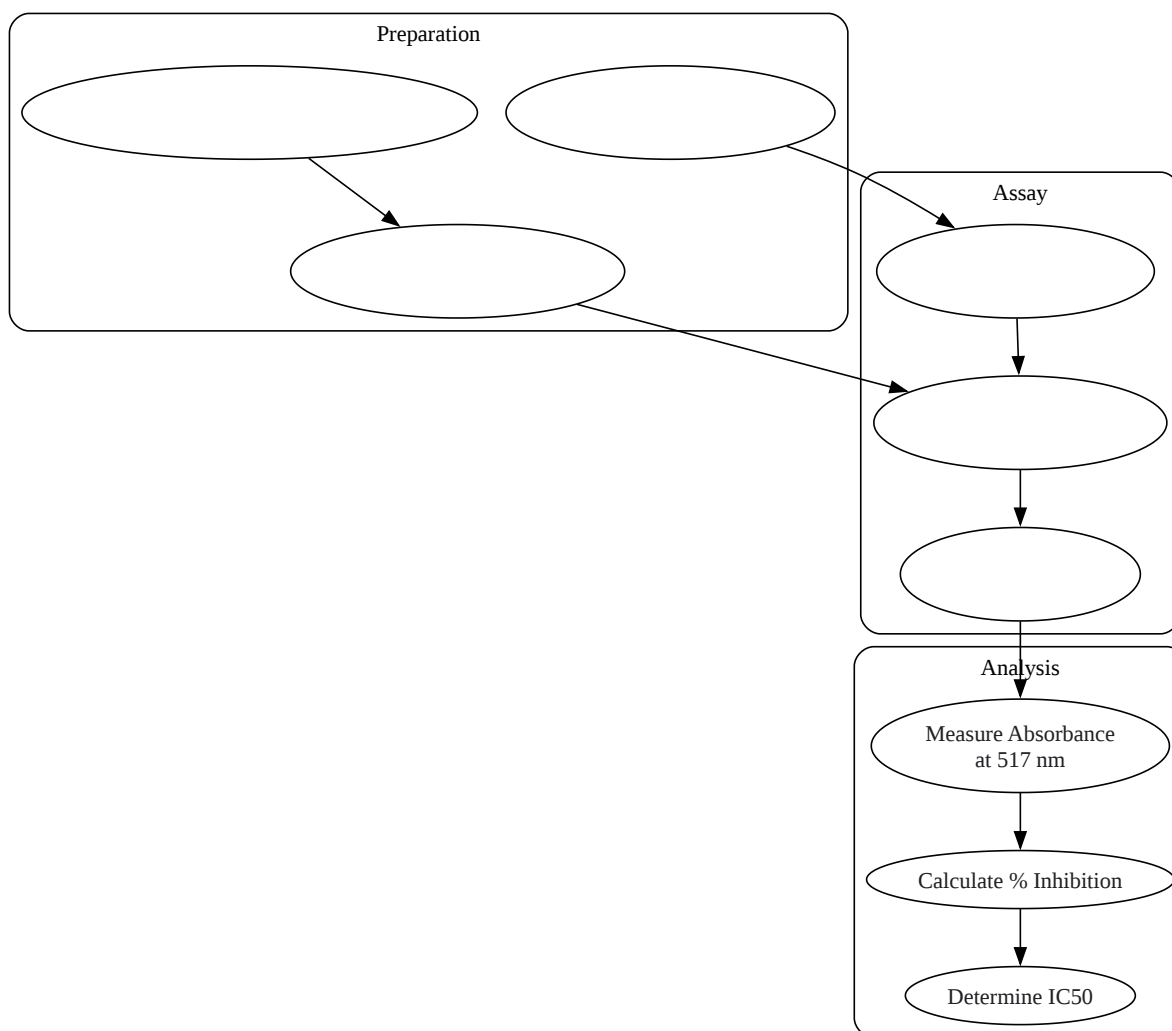 Preparation
Assay
Analysis
Measure Absorbance
at 517 nm
Calculate % Inhibition
Determine IC50